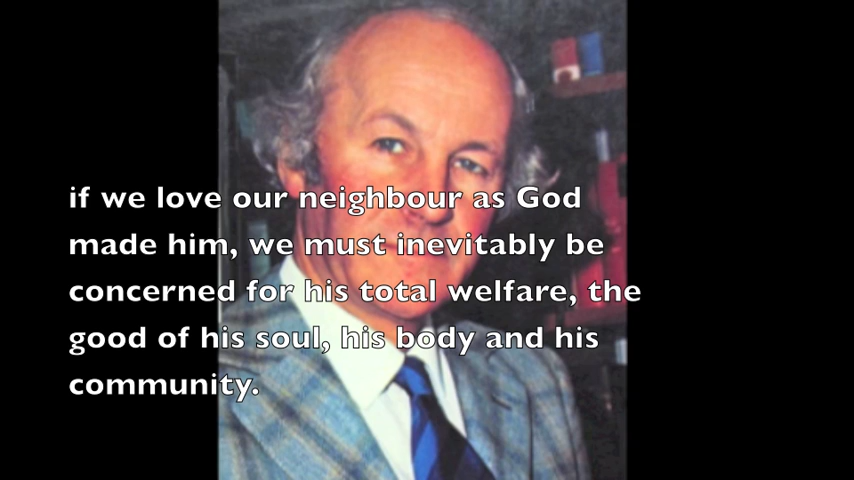 if we love our neighbour as God
made him, we must inevitably be
concerned for his total welfare, the
good of his soul, his body and his
community.